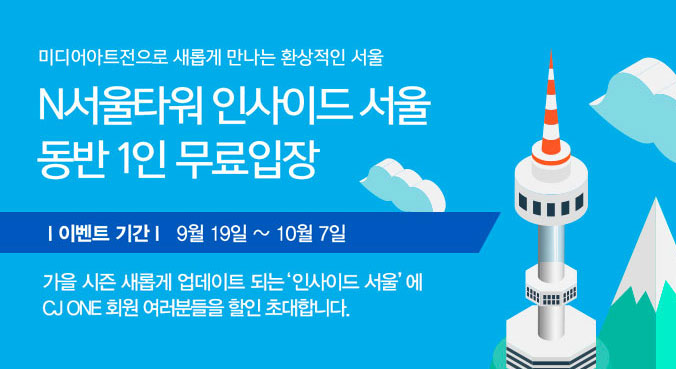 미디어아트전으로 새롭게 만나는 환상적인 서울
N서울타워 인사이드 서울
동반 1인 무료입장
| 이벤트 기간 | 9월 19일 ~ 10월 7일
가을 시즌 새롭게 업데이트 되는 ‘인사이드 서울’ 에
CJ ONE 회원 여러분들을 할인 초대합니다.